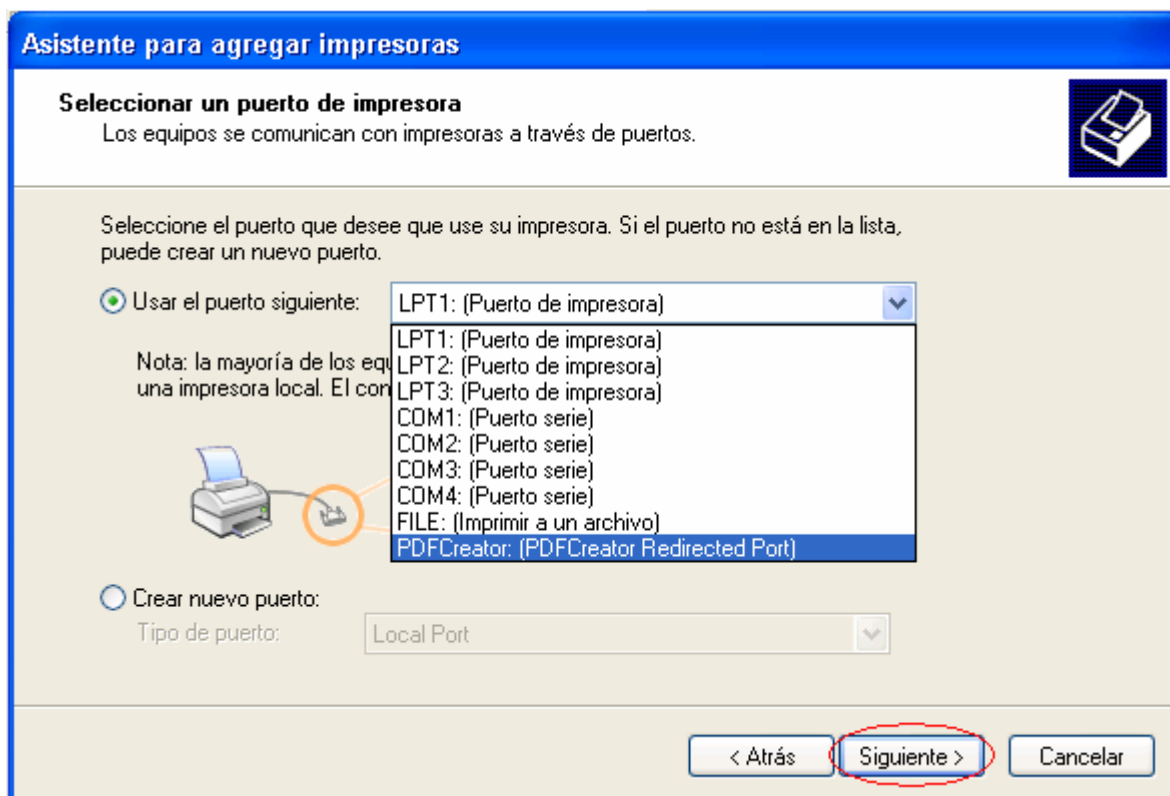 Asistente para agregar impresoras
Seleccionar un puerto de impresora
Los equipos se comunican con impresoras a través de puertos.
Seleccione el puerto que desee que use su impresora. Si el puerto no está en la lista,
puede crear un nuevo puerto.
Usar el puerto siguiente:
LPT1: (Puerto de impresora)
Nota: la mayoría de los equ
una impresora local. El con
LPT1: (Puerto de impresora)
LPT2: (Puerto de impresora)
LPT3: (Puerto de impresora)
COM1: (Puerto serie)
COM2: (Puerto serie)
COM3: (Puerto serie)
COM4: (Puerto serie)
FILE: (Imprimir a un archivo)
PDFCreator: (PDFCreator Redirected Port)
Crear nuevo puerto:
Tipo de puerto:
Local Port
< Atrás
Siguiente >
Cancelar